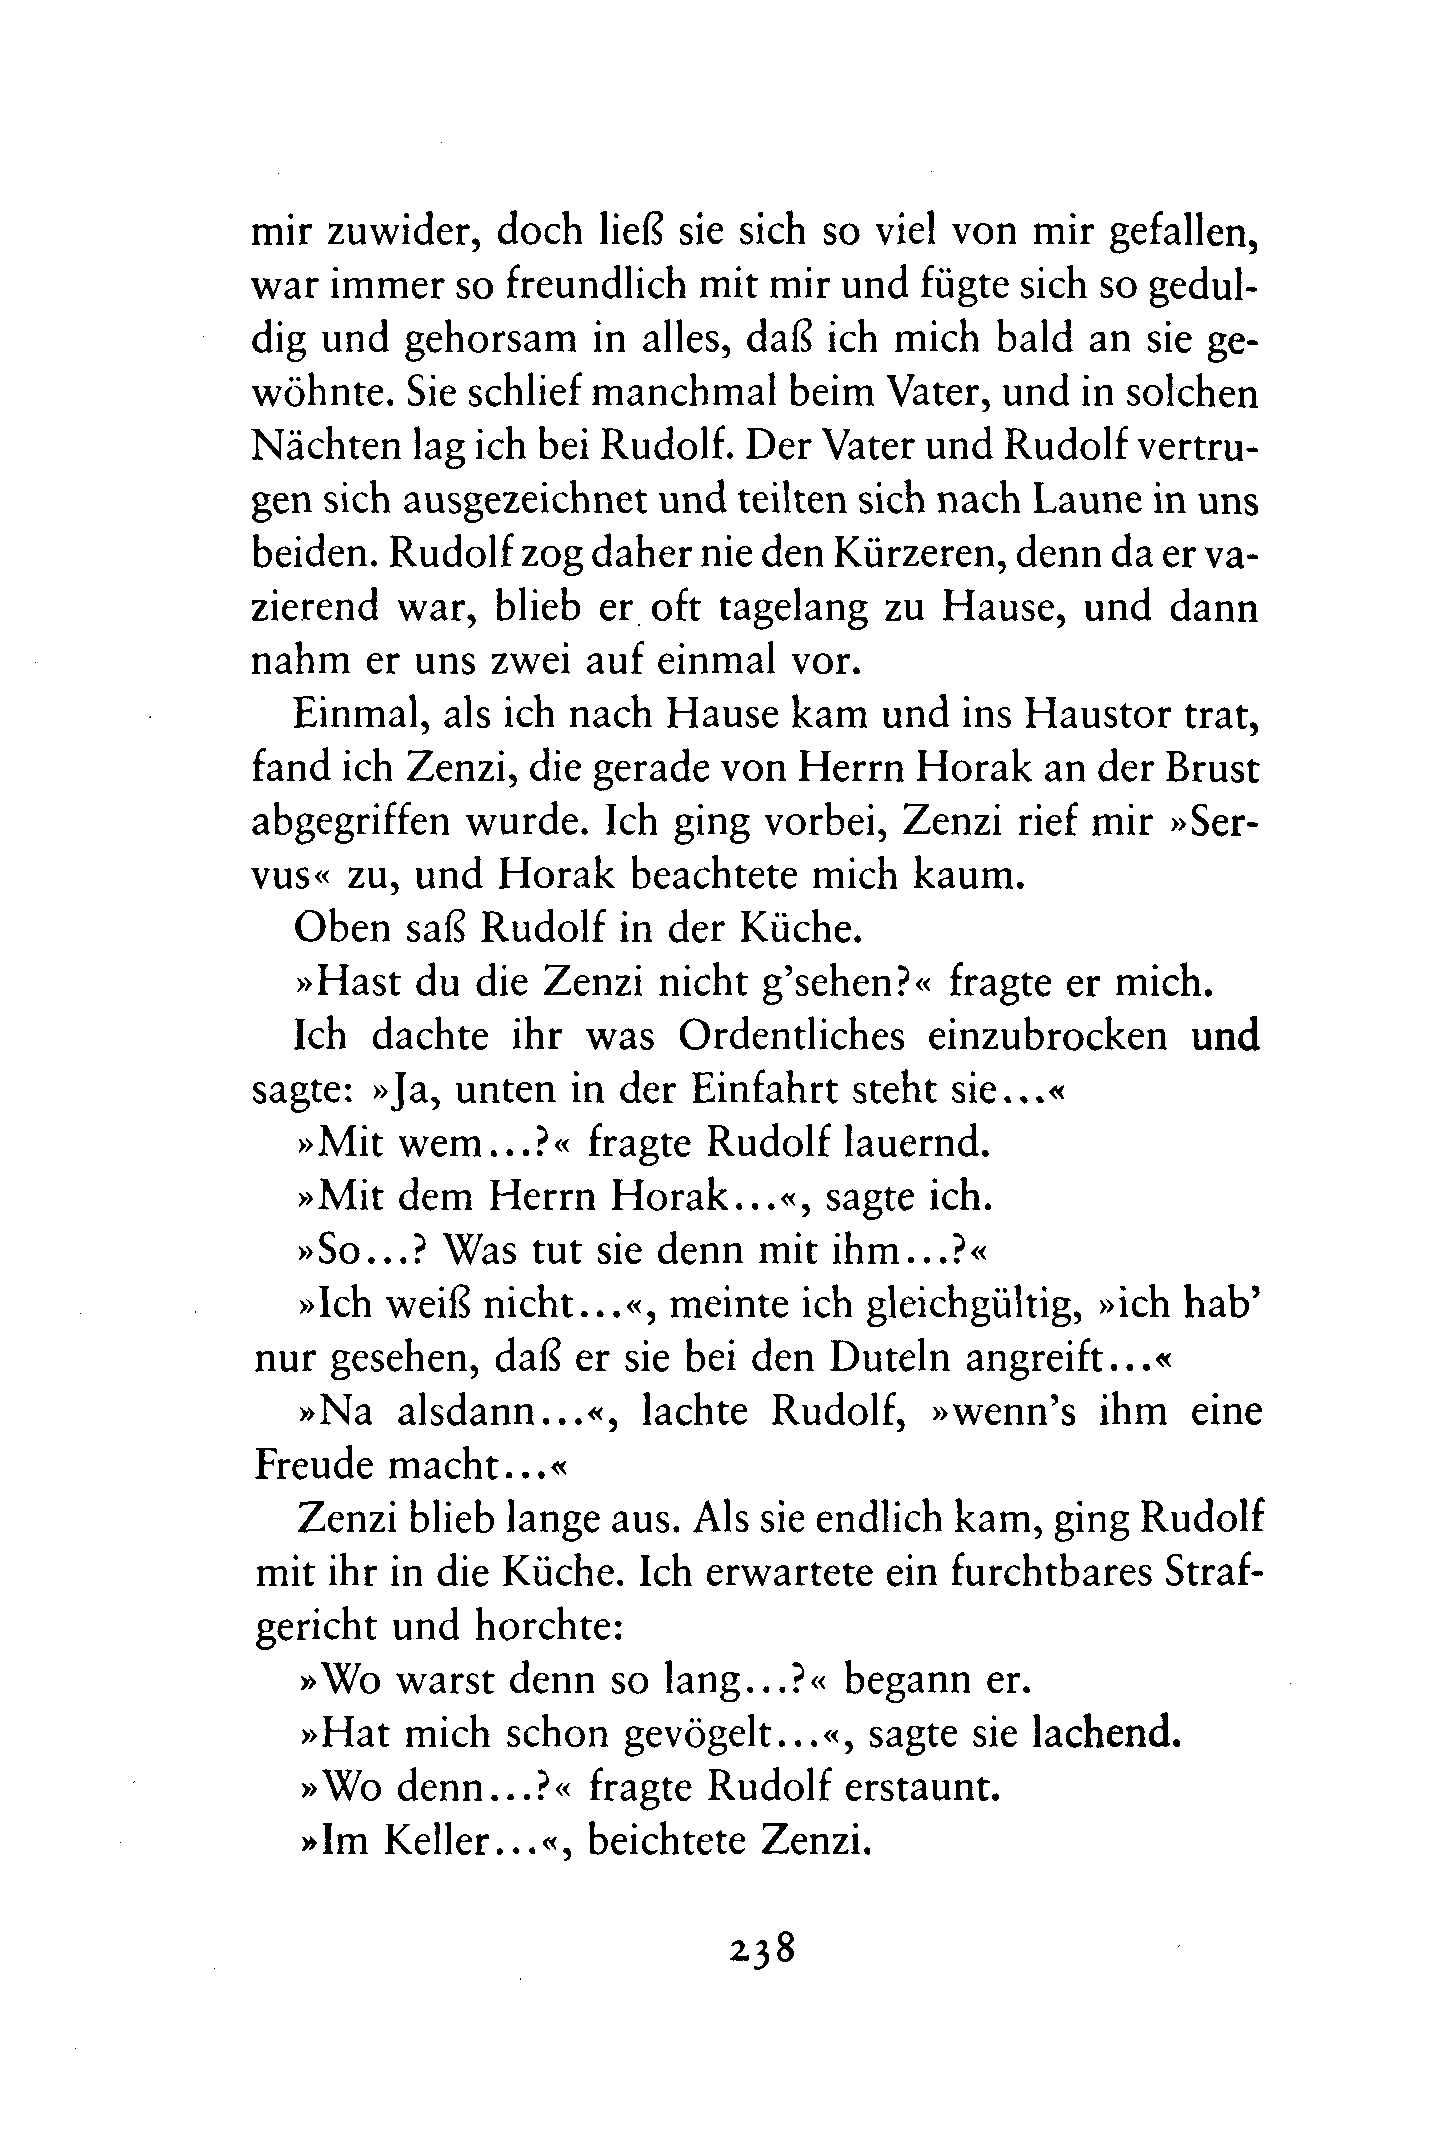 mir zuwider, doch ließ sie sich so viel von mir gefallen,
war immer so freundlich mit mir und fügte sich so gedul-
dig und gehorsam in alles, daß ich mich bald an sie ge-
wöhnte. Sie schlief manchmal beim Vater, und in solchen
Nächten lag ich bei Rudolf. Der Vater und Rudolf vertru-
gen sich ausgezeichnet und teilten sich nach Laune in uns
beiden. Rudolf zog daher nie den Kürzeren, denn da er va-
zierend war, blieb er oft tagelang zu Hause, und dann
nahm er uns zwei auf einmal vor.
Einmal, als ich nach Hause kam und ins Haustor trat,
fand ich Zenzi, die gerade von Herrn Horak an der Brust
abgegriffen wurde. Ich ging vorbei, Zenzi rief mir »Ser-
vus« zu, und Horak beachtete mich kaum.
Oben saß Rudolf in der Küche.
»Hast du die Zenzi nicht g’sehen?« fragte er mich.
Ich dachte ihr was Ordentliches einzubrocken und
sagte: »Ja, unten in der Einfahrt steht sie...«
»Mit wem...?« fragte Rudolf lauernd.
»Mit dem Herrn Horak...«, sagte ich.
»So...? Was tut sie denn mit ihm...?«
»Ich weiß nicht...«, meinte ich gleichgültig, »ich hab’
nur gesehen, daß er sie bei den Duteln angreift...«
»Na alsdann...«, lachte Rudolf, »wenn’s ihm eine
Freude macht...«
Zenzi blieb lange aus. Als sie endlich kam, ging Rudolf
mit ihr in die Küche. Ich erwartete ein furchtbares Straf-
gericht und horchte:
»Wo warst denn so lang...?« begann er.
»Hat mich schon gevögelt...«, sagte sie lachend.
»Wo denn...?« fragte Rudolf erstaunt.
»Im Keller...«, beichtete Zenzi.
238